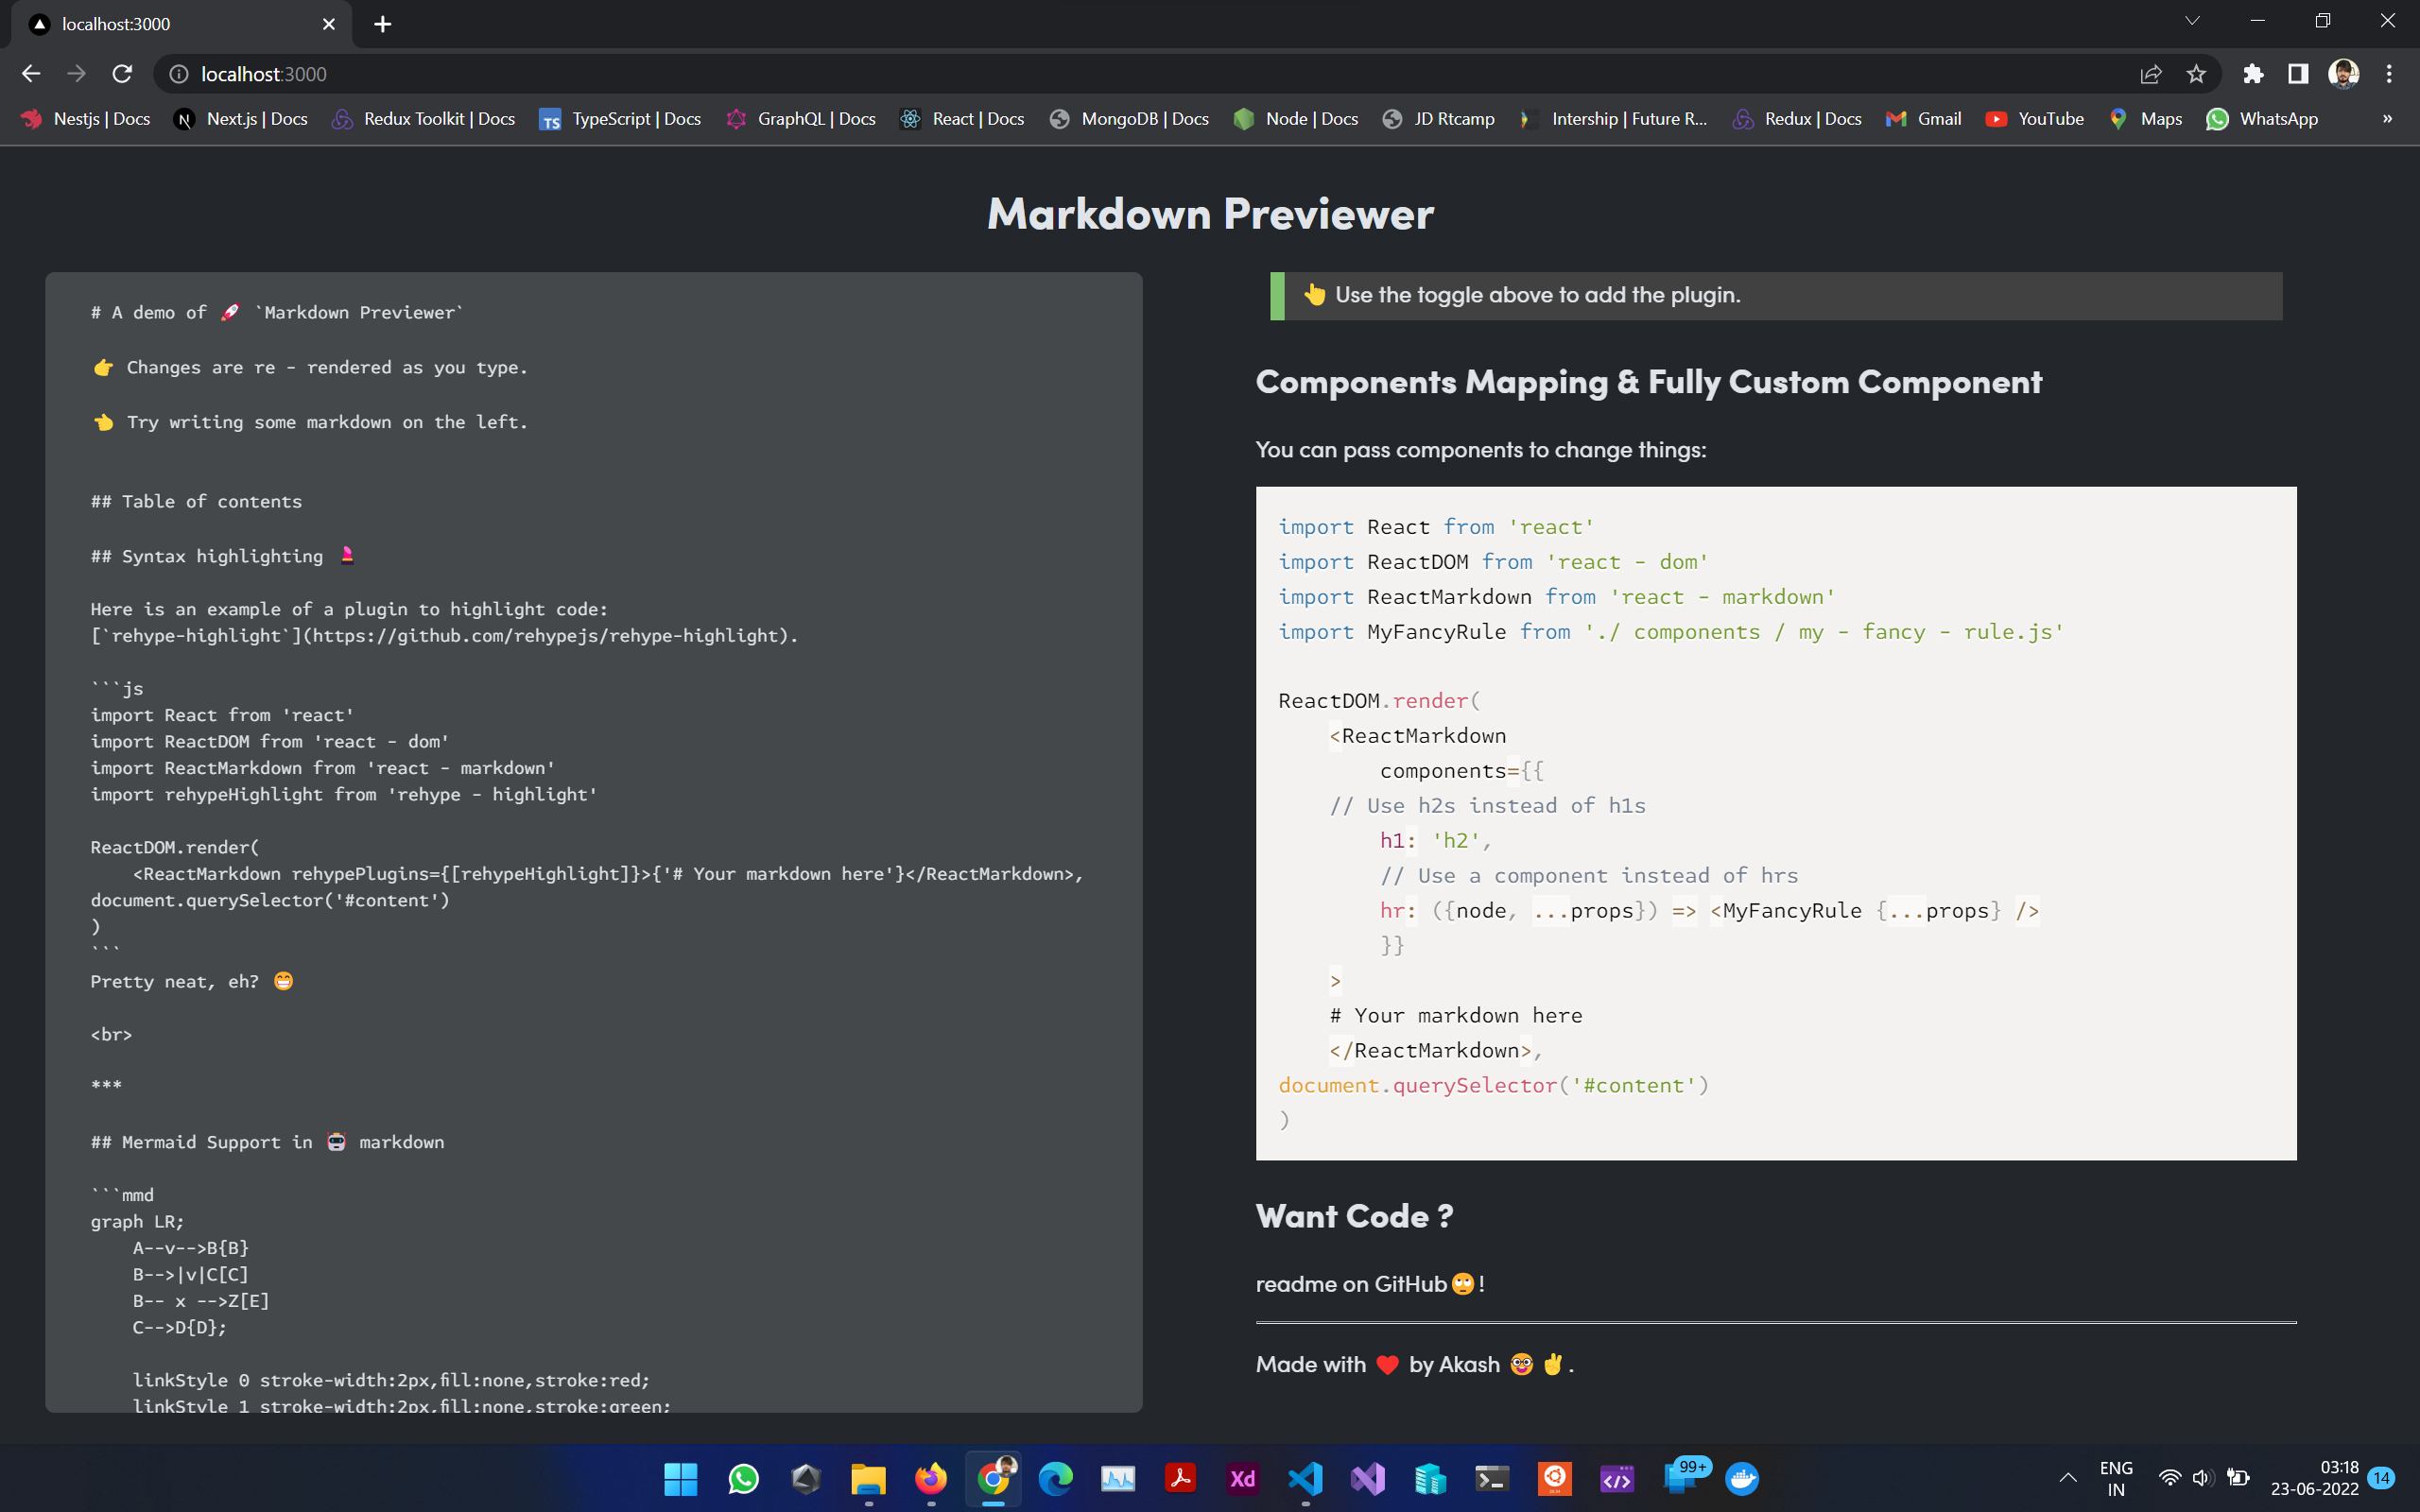 localhost:3000
localhost:3000
Nestjs | Docs
Next.js | Docs
Redux Toolkit | Docs
TypeScript | Docs
GraphQL | Docs
React | Docs
MongoDB | Docs
Node | Docs
JD Rtcamp
Intership | Future R...
Redux | Docs
Gmail
YouTube
Maps
WhatsApp
»
Markdown Previewer
# A demo of 🚀 `Markdown Previewer`
👉 Changes are re - rendered as you type.
👈 Try writing some markdown on the left.
## Table of contents
## Syntax highlighting 💄
Here is an example of a plugin to highlight code:
[`rehype-highlight`](https://github.com/rehypejs/rehype-highlight).
```js
import React from 'react'
import ReactDOM from 'react - dom'
import ReactMarkdown from 'react - markdown'
import rehypeHighlight from 'rehype - highlight'
ReactDOM.render(
<ReactMarkdown rehypePlugins={[rehypeHighlight]}>{'# Your markdown here'}</ReactMarkdown>,
document.querySelector('#content')
)
```
Pretty neat, eh? 😁
<br>
***
## Mermaid Support in 🤖 markdown
```mmd
graph LR;
A--v-->B{B}
B-->|v|C[C]
B-- x -->Z[E]
C-->D{D};
linkStyle 0 stroke-width:2px,fill:none,stroke:red;
linkStyle 1 stroke-width:2px,fill:none,stroke:green;
👆 Use the toggle above to add the plugin.
Components Mapping & Fully Custom Component
You can pass components to change things:
import React from 'react'
import ReactDOM from 'react - dom'
import ReactMarkdown from 'react - markdown'
import MyFancyRule from './ components / my - fancy - rule.js'
ReactDOM.render(
<ReactMarkdown
components={{
// Use h2s instead of h1s
h1: 'h2',
// Use a component instead of hrs
hr: ({node, ...props}) => <MyFancyRule {...props} />
}}
>
# Your markdown here
</ReactMarkdown>,
document.querySelector('#content')
)
Want Code ?
readme on GitHub🙄!
Made with ❤️ by Akash 🤓 ✌️.
99+
ENG
IN
03:18
23-06-2022
14